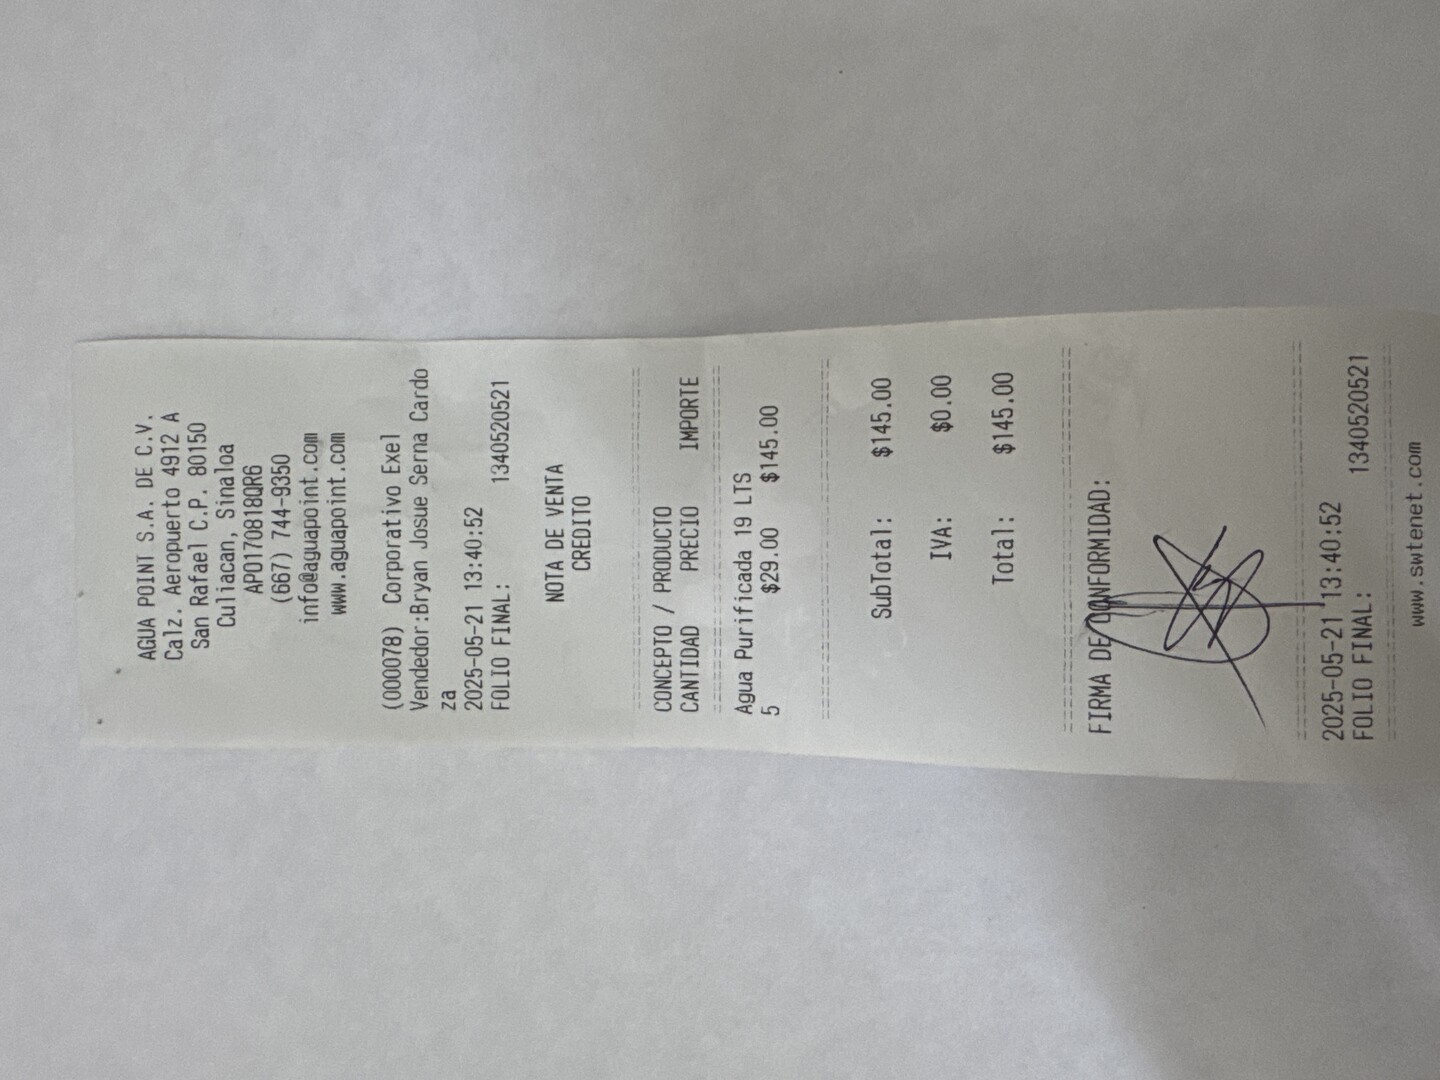 AGUA POINT S.A. DE C.V.
Calz. Aeropuerto 4912 A
San Rafael C.P. 80150
Culiacan, Sinaloa
APO170818QR6
(667) 744-9350
info@aguapoint.com
www.aguapoint.com
(000078) Corporativo Exel
Vendedor:Bryan Josue Serna Cardo
za
2025-05-21 13:40:52
FOLIO FINAL: 1340520521
NOTA DE VENTA
CREDITO
CONCEPTO / PRODUCTO
CANTIDAD PRECIO IMPORTE
Agua Purificada 19 LTS
5 $29.00 $145.00
SubTotal: $145.00
IVA: $0.00
Total: $145.00
FIRMA DE CONFORMIDAD:
2025-05-21 13:40:52
FOLIO FINAL: 1340520521
www.swtenet.com